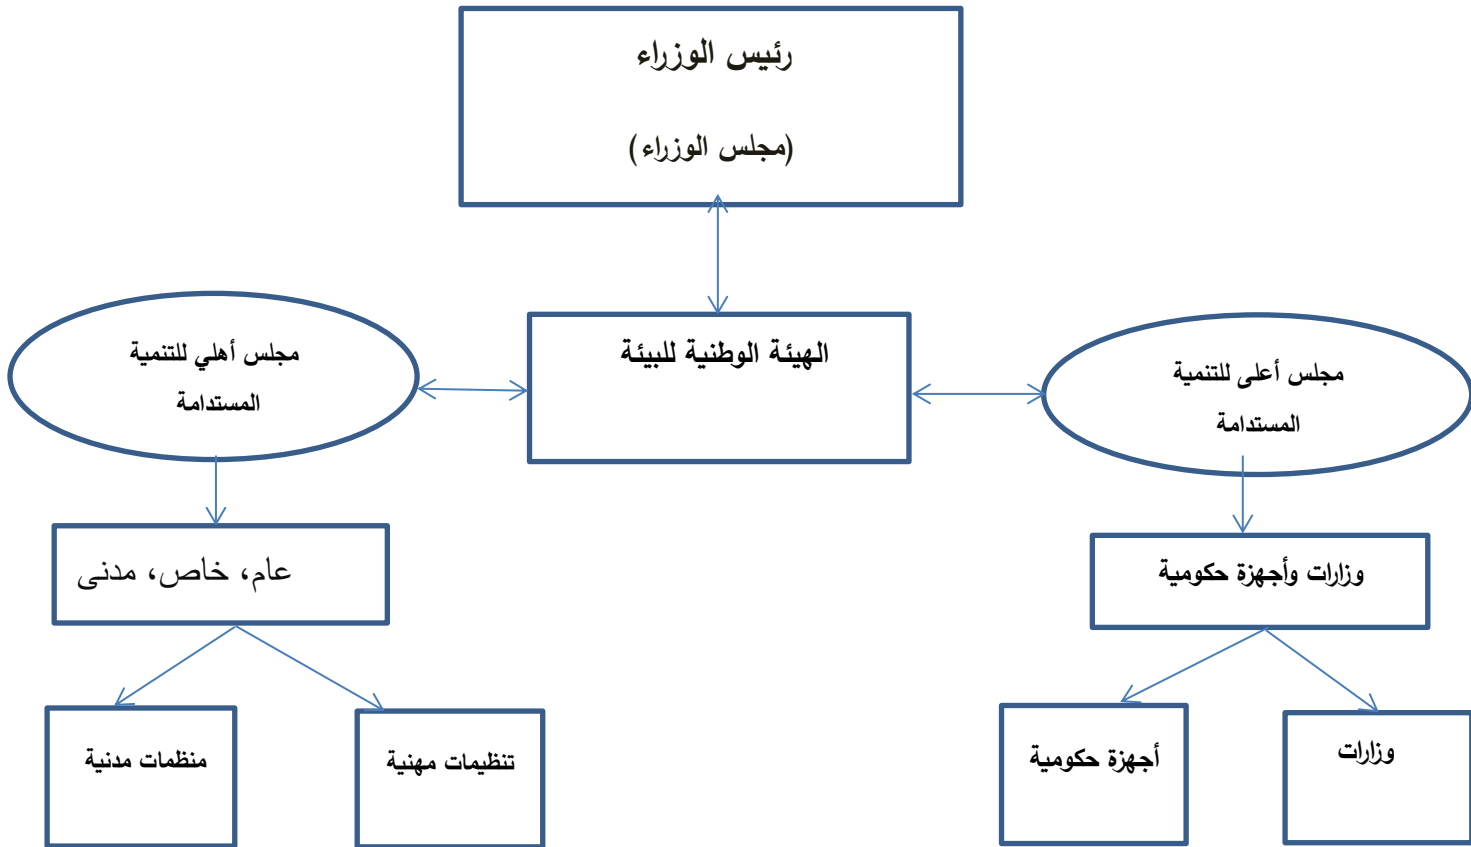 رئيس الوزراء
(مجلس الوزراء)
الهيئة الوطنية للبيئة
مجلس أعلى للتنمية
المستدامة
مجلس أهلي للتنمية
المستدامة
وزارات وأجهزة حكومية
عام، خاص، مدنى
وزارات
أجهزة حكومية
تنظيمات مهنية
منظمات مدنية